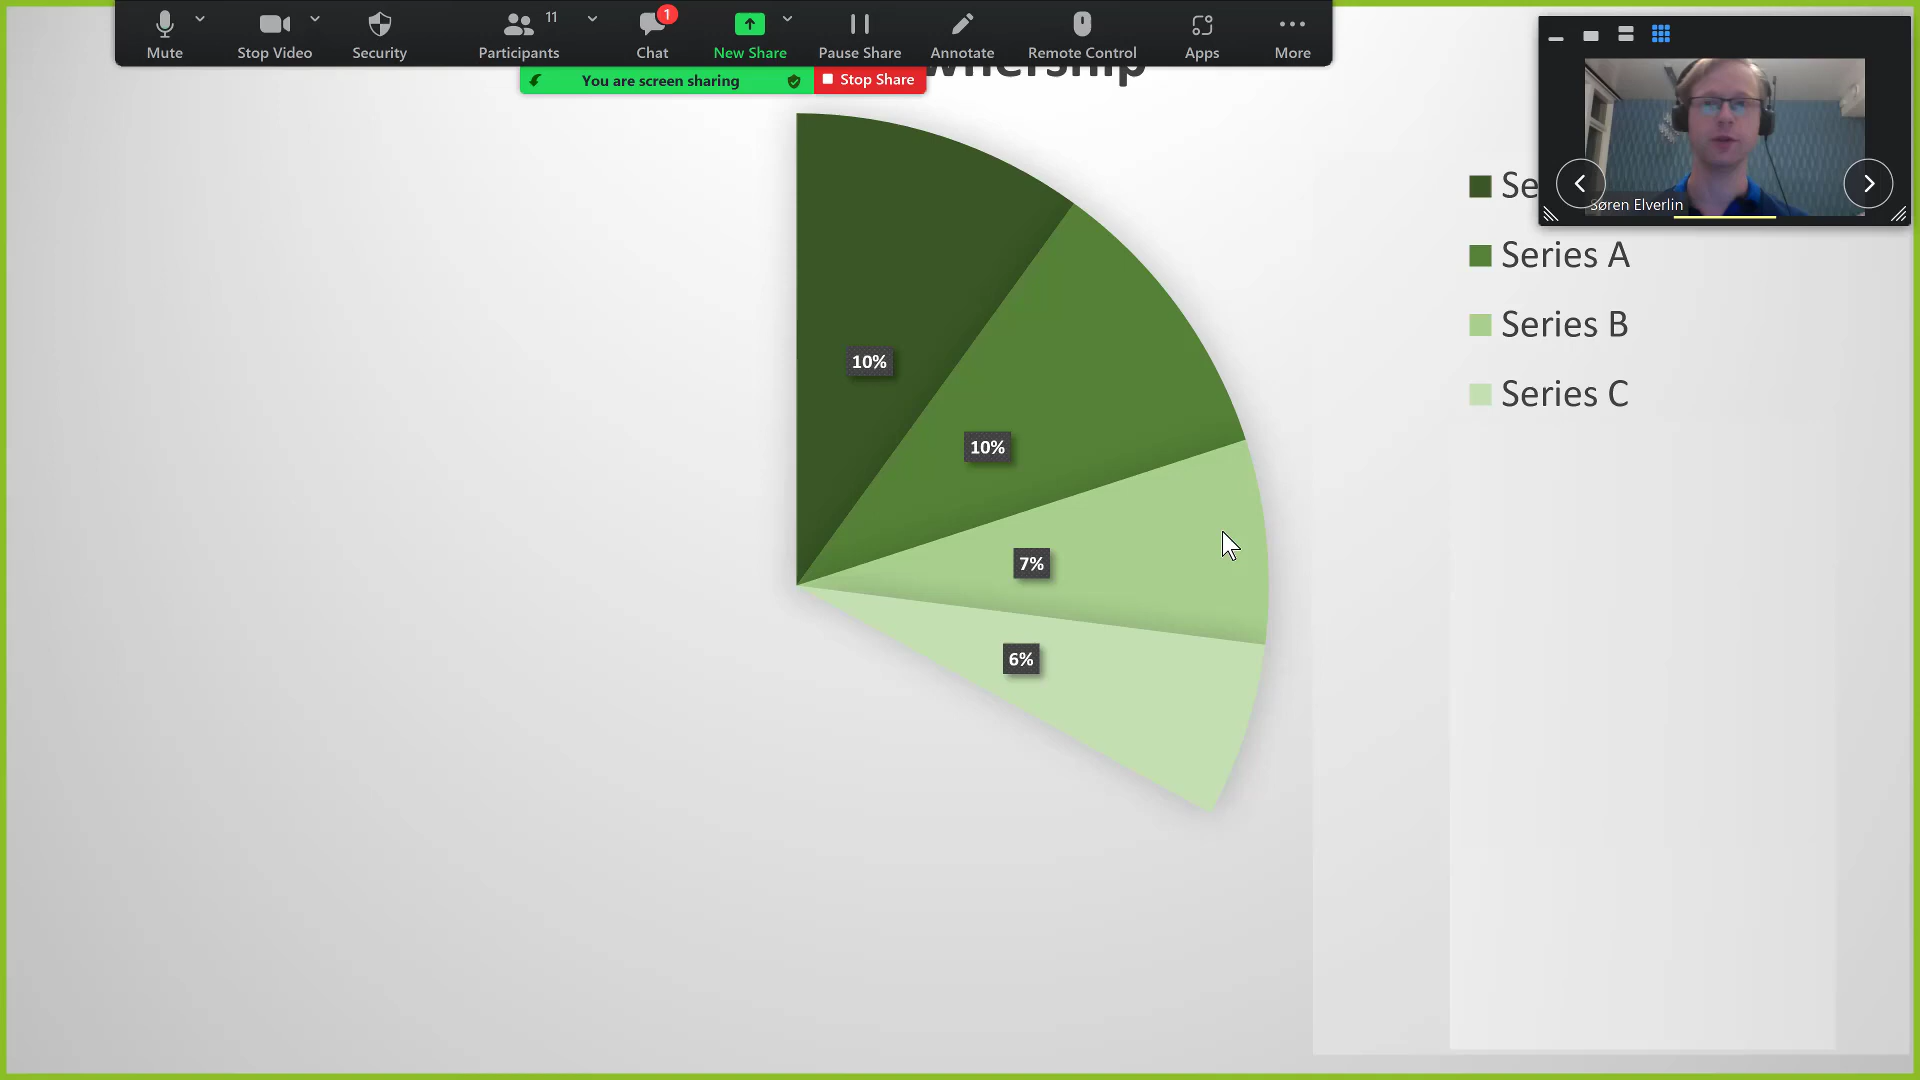 Mute
Stop Video
Security
Participants 11
Chat 1
New Share
Pause Share
Annotate
Remote Control
Apps
More
You are screen sharing
Stop Share
wnership
Søren Elverlin
Se
Series A
Series B
Series C
10%
10%
7%
6%